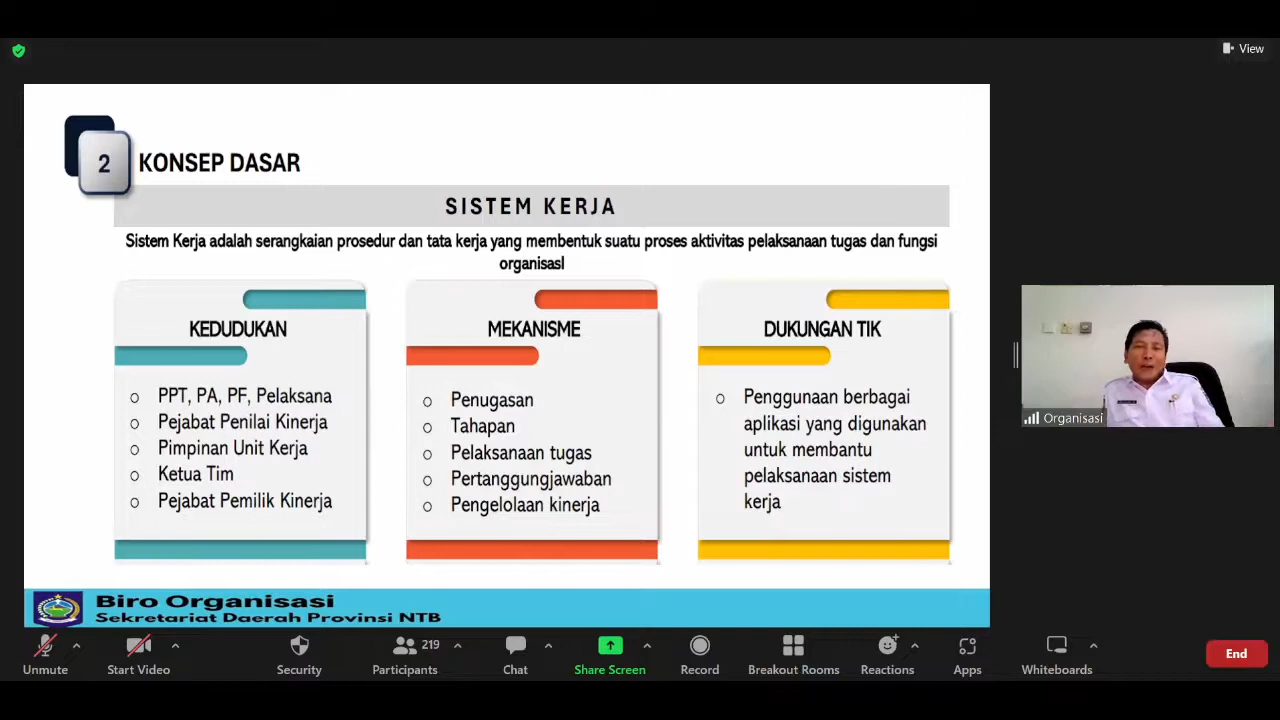 View
2
KONSEP DASAR
SISTEM KERJA
Sistem Kerja adalah serangkaian prosedur dan tata kerja yang membentuk suatu proses aktivitas pelaksanaan tugas dan fungsi
organisasI
KEDUDUKAN
o PPT, PA, PF, Pelaksana
o Pejabat Penilai Kinerja
o Pimpinan Unit Kerja
o Ketua Tim
o Pejabat Pemilik Kinerja
MEKANISME
o Penugasan
o Tahapan
o Pelaksanaan tugas
o Pertanggungjawaban
o Pengelolaan kinerja
DUKUNGAN TIK
o Penggunaan berbagai
aplikasi yang digunakan
untuk membantu
pelaksanaan sistem
kerja
Organisasi
Biro Organisasi
Sekretariat Daerah Provinsi NTB
Unmute
Start Video
Security
219
Participants
Chat
Share Screen
Record
Breakout Rooms
Reactions
Apps
Whiteboards
End